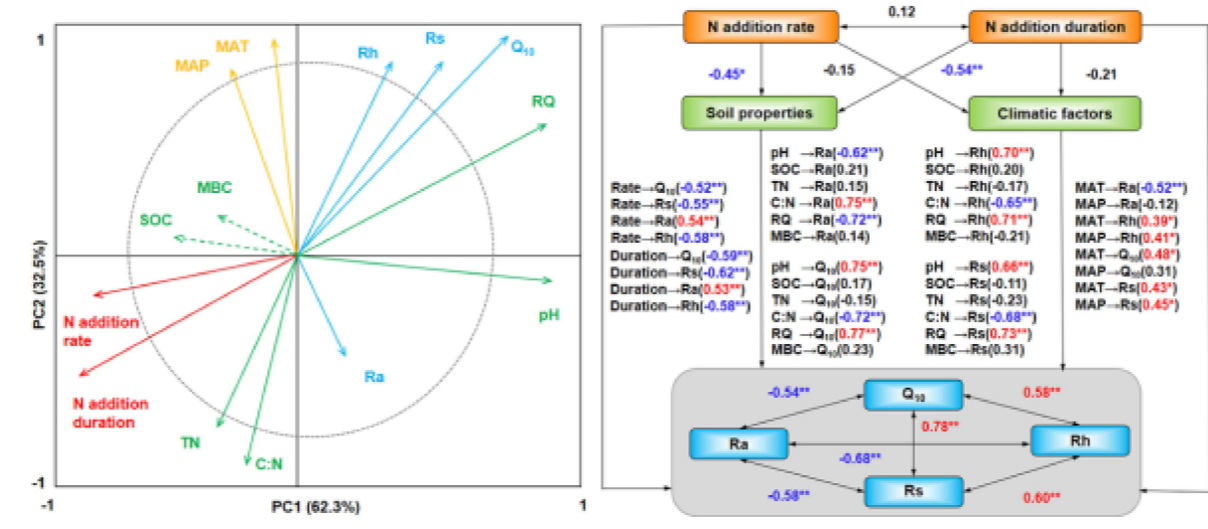 1
MAT
MAP
Rh
Rs
Q₁₀
RQ
MBC
SOC
PC2 (32.5%)
N addition
rate
pH
Ra
N addition
duration
TN
C:N
-1
-1
PC1 (62.3%)
1
N addition rate
0.12
N addition duration
-0.45*
-0.15
-0.54**
-0.21
Soil properties
Climatic factors
Rate→Q₁₀(-0.52**)
Rate→Rs(-0.55**)
Rate→Ra(0.54**)
Rate→Rh(-0.58**)
Duration→Q₁₀(-0.59**)
Duration→Rs(-0.62**)
Duration→Ra(0.53**)
Duration→Rh(-0.58**)
pH →Ra(-0.62**)
SOC→Ra(0.21)
TN →Ra(0.15)
C:N →Ra(0.75**)
RQ →Ra(-0.72**)
MBC→Ra(0.14)
pH →Q₁₀(0.75**)
SOC→Q₁₀(0.17)
TN →Q₁₀(-0.15)
C:N →Q₁₀(-0.72**)
RQ →Q₁₀(0.77**)
MBC→Q₁₀(0.23)
pH →Rh(0.70**)
SOC→Rh(0.20)
TN →Rh(-0.17)
C:N →Rh(-0.65**)
RQ →Rh(0.71**)
MBC→Rh(-0.21)
pH →Rs(0.66**)
SOC→Rs(-0.11)
TN →Rs(-0.23)
C:N →Rs(-0.68**)
RQ →Rs(0.73**)
MBC→Rs(0.31)
MAT→Ra(-0.52**)
MAP→Ra(-0.12)
MAT→Rh(0.39*)
MAP→Rh(0.41*)
MAT→Q₁₀(0.48*)
MAP→Q₁₀(0.31)
MAT→Rs(0.43*)
MAP→Rs(0.45*)
-0.54**
Q₁₀
0.58**
0.78**
Ra
Rh
-0.68**
-0.58**
Rs
0.60**